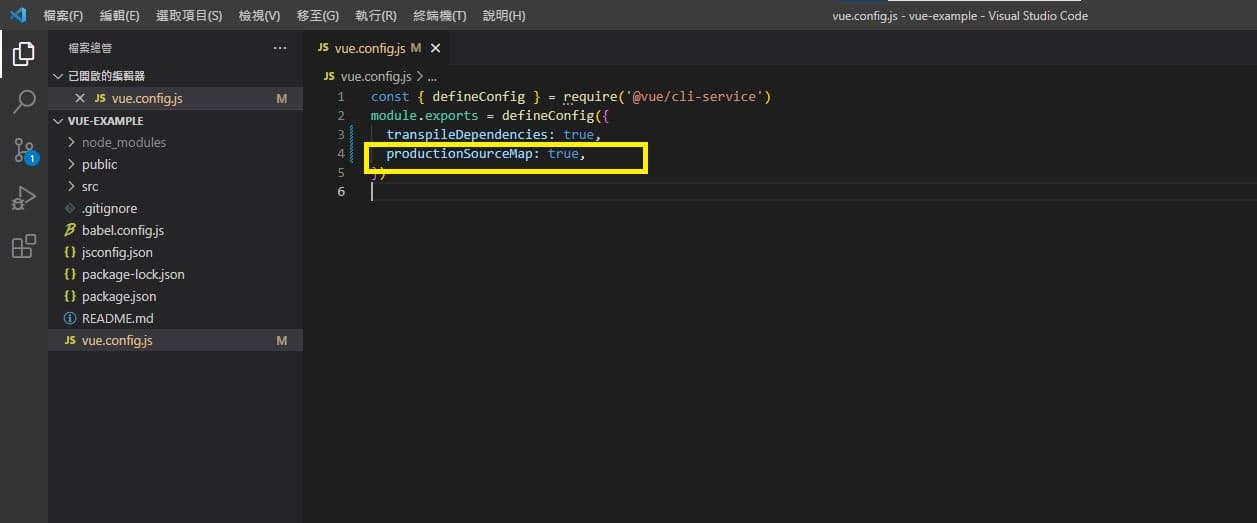 檔案(F) 編輯(E) 選取項目(S) 檢視(V) 移至(G) 執行(R) 終端機(T) 說明(H) vue.config.js - vue-example - Visual Studio Code
檔案總管 ...
已開啟的編輯器
JS vue.config.js M
VUE-EXAMPLE
node_modules
public
src
.gitignore
babel.config.js
{} jsconfig.json
{} package-lock.json
{} package.json
README.md
JS vue.config.js M
1
JS vue.config.js M
JS vue.config.js > ...
1 const { defineConfig } = require('@vue/cli-service')
2 module.exports = defineConfig({
3 transpileDependencies: true,
4 productionSourceMap: true,
5 })
6